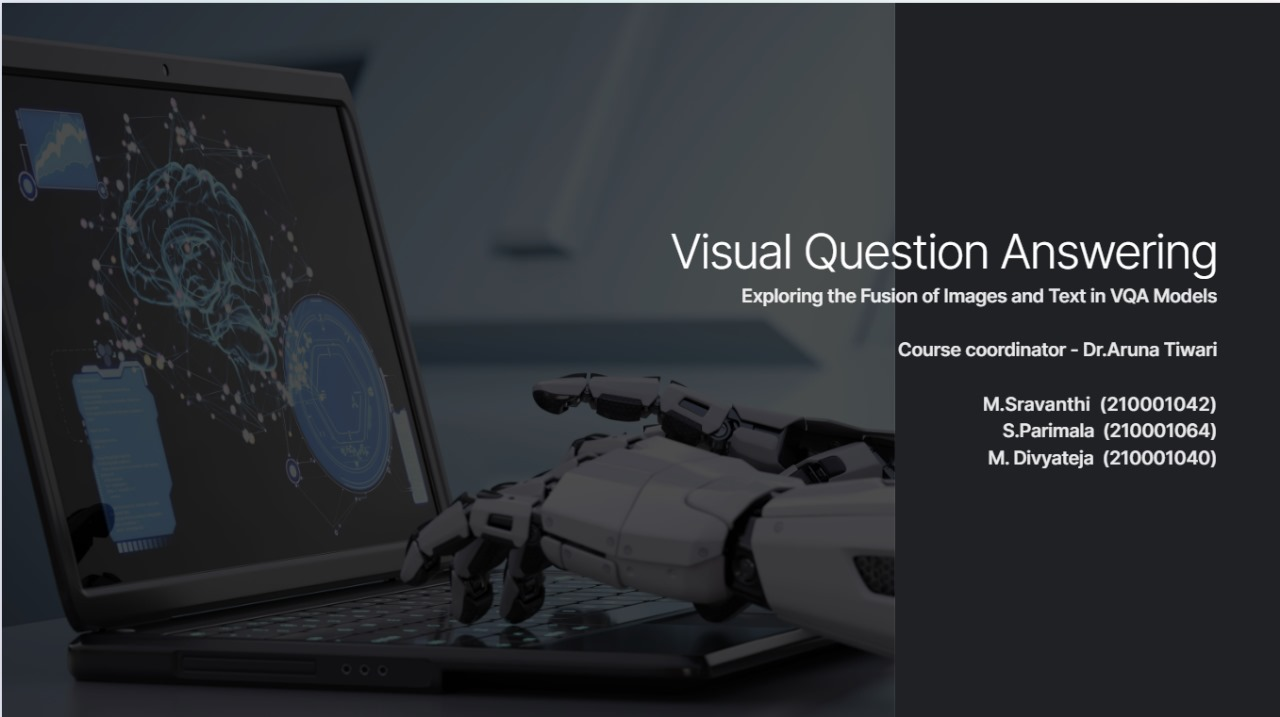 Visual Question Answering
Exploring the Fusion of Images and Text in VQA Models
Course coordinator - Dr.Aruna Tiwari
M.Sravanthi (210001042)
S.Parimala (210001064)
M. Divyateja (210001040)